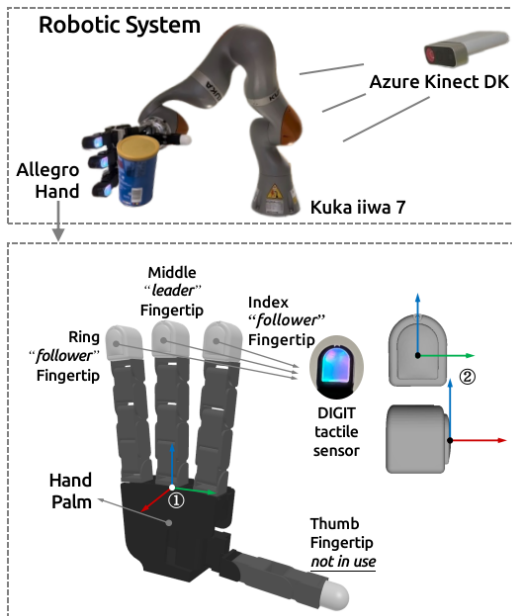 Robotic System
Azure Kinect DK
Allegro
Hand
Kuka iiwa 7
Middle
“leader”
Fingertip
Index
“follower”
Fingertip
Ring
“follower”
Fingertip
DIGIT
tactile
sensor
②
①
Hand
Palm
Thumb
Fingertip
not in use